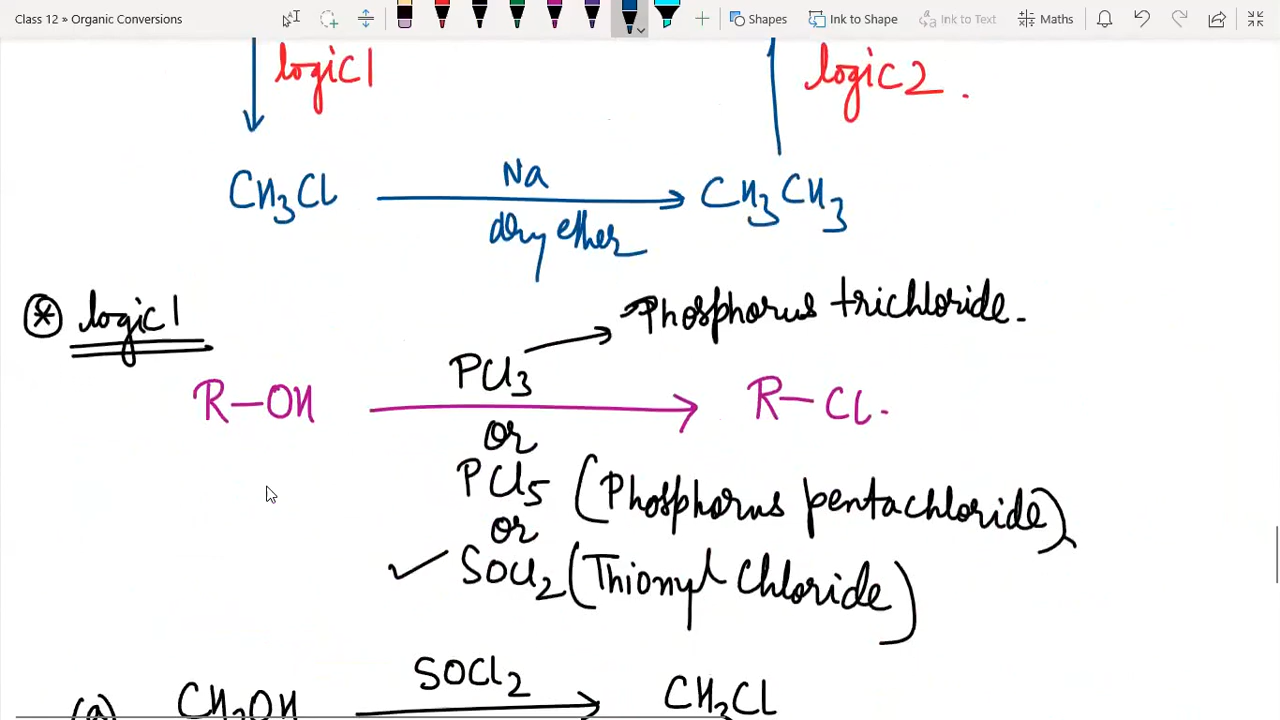 Class 12 » Organic Conversions
Shapes
Ink to Shape
Ink to Text
Maths
logic1
logic2.
CH3Cl
Na
dry ether
CH3CH3
* logic1
Phosphorus trichloride.
PCl3
R-OH
R-Cl.
or
PCl5 (Phosphorus pentachloride)
or
SOCl2 (Thionyl Chloride)
SOCl2
(a) CH3OH
CH3Cl